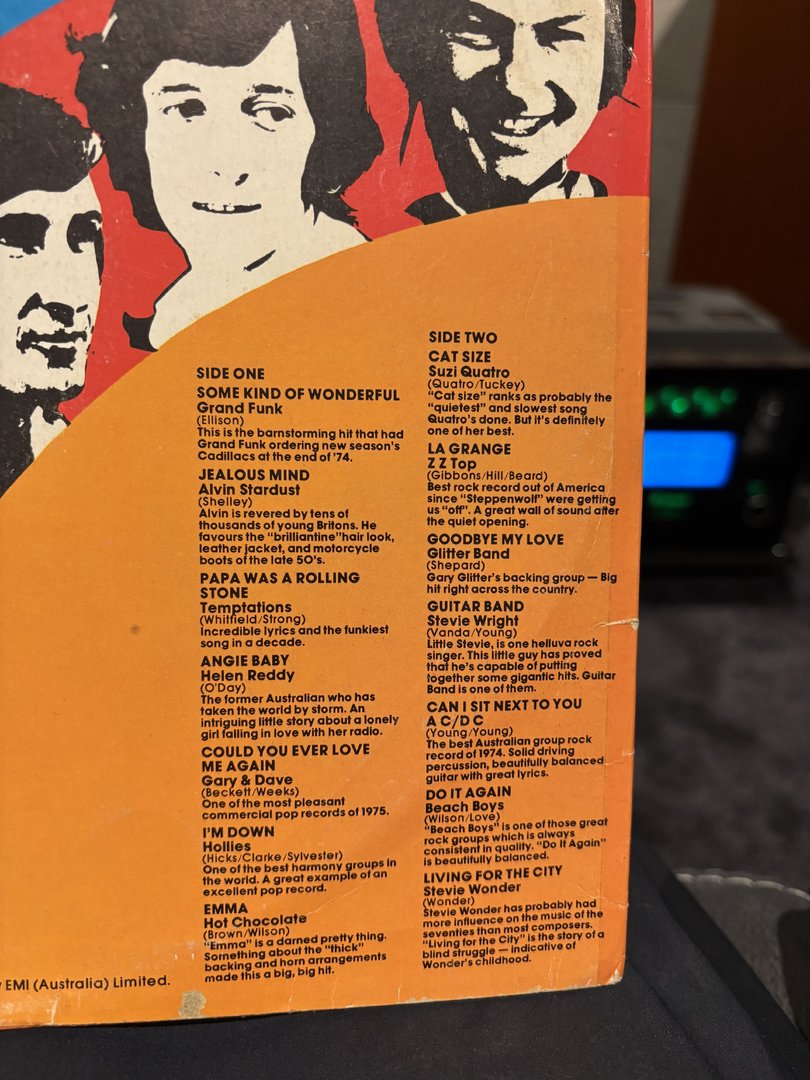 SIDE ONE
SOME KIND OF WONDERFUL
Grand Funk
(Ellison)
This is the barnstorming hit that had
Grand Funk ordering new season's
Cadillacs at the end of '74.
JEALOUS MIND
Alvin Stardust
(Shelley)
Alvin is revered by tens of
thousands of young Britons. He
favours the "brilliantine"hair look,
leather jacket, and motorcycle
boots of the late 50's.
PAPA WAS A ROLLING
STONE
Temptations
(Whitfield/Strong)
Incredible lyrics and the funkiest
song in a decade.
ANGIE BABY
Helen Reddy
(O'Day)
The former Australian who has
taken the world by storm. An
intriguing little story about a lonely
girl falling in love with her radio.
COULD YOU EVER LOVE
ME AGAIN
Gary & Dave
(Beckett/Weeks)
One of the most pleasant
commercial pop records of 1975.
I'M DOWN
Hollies
(Hicks/Clarke/Sylvester)
One of the best harmony groups in
the world. A great example of an
excellent pop record.
EMMA
Hot Chocolate
(Brown/Wilson)
"Emma" is a darned pretty thing.
Something about the "thick"
backing and horn arrangements
made this a big, big hit.
SIDE TWO
CAT SIZE
Suzi Quatro
(Quatro/Tuckey)
"Cat size" ranks as probably the
"quietest" and slowest song
Quatro's done. But it's definitely
one of her best.
LA GRANGE
Z Z Top
(Gibbons/Hill/Beard)
Best rock record out of America
since "Steppenwolf" were getting
us "off". A great wall of sound after
the quiet opening.
GOODBYE MY LOVE
Glitter Band
(Shepard)
Gary Glitter's backing group — Big
hit right across the country.
GUITAR BAND
Stevie Wright
(Vanda/Young)
Little Stevie, is one helluva rock
singer. This little guy has proved
that he's capable of putting
together some gigantic hits. Guitar
Band is one of them.
CAN I SIT NEXT TO YOU
A C/D C
(Young/Young)
The best Australian group rock
record of 1974. Solid driving
percussion, beautifully balanced
guitar with great lyrics.
DO IT AGAIN
Beach Boys
(Wilson/Love)
"Beach Boys" is one of those great
rock groups which is always
consistent in quality. "Do It Again"
is beautifully balanced.
LIVING FOR THE CITY
Stevie Wonder
(Wonder)
Stevie Wonder has probably had
more influence on the music of the
seventies than most composers.
"Living for the City" is the story of a
blind struggle — indicative of
Wonder's childhood.
EMI (Australia) Limited.